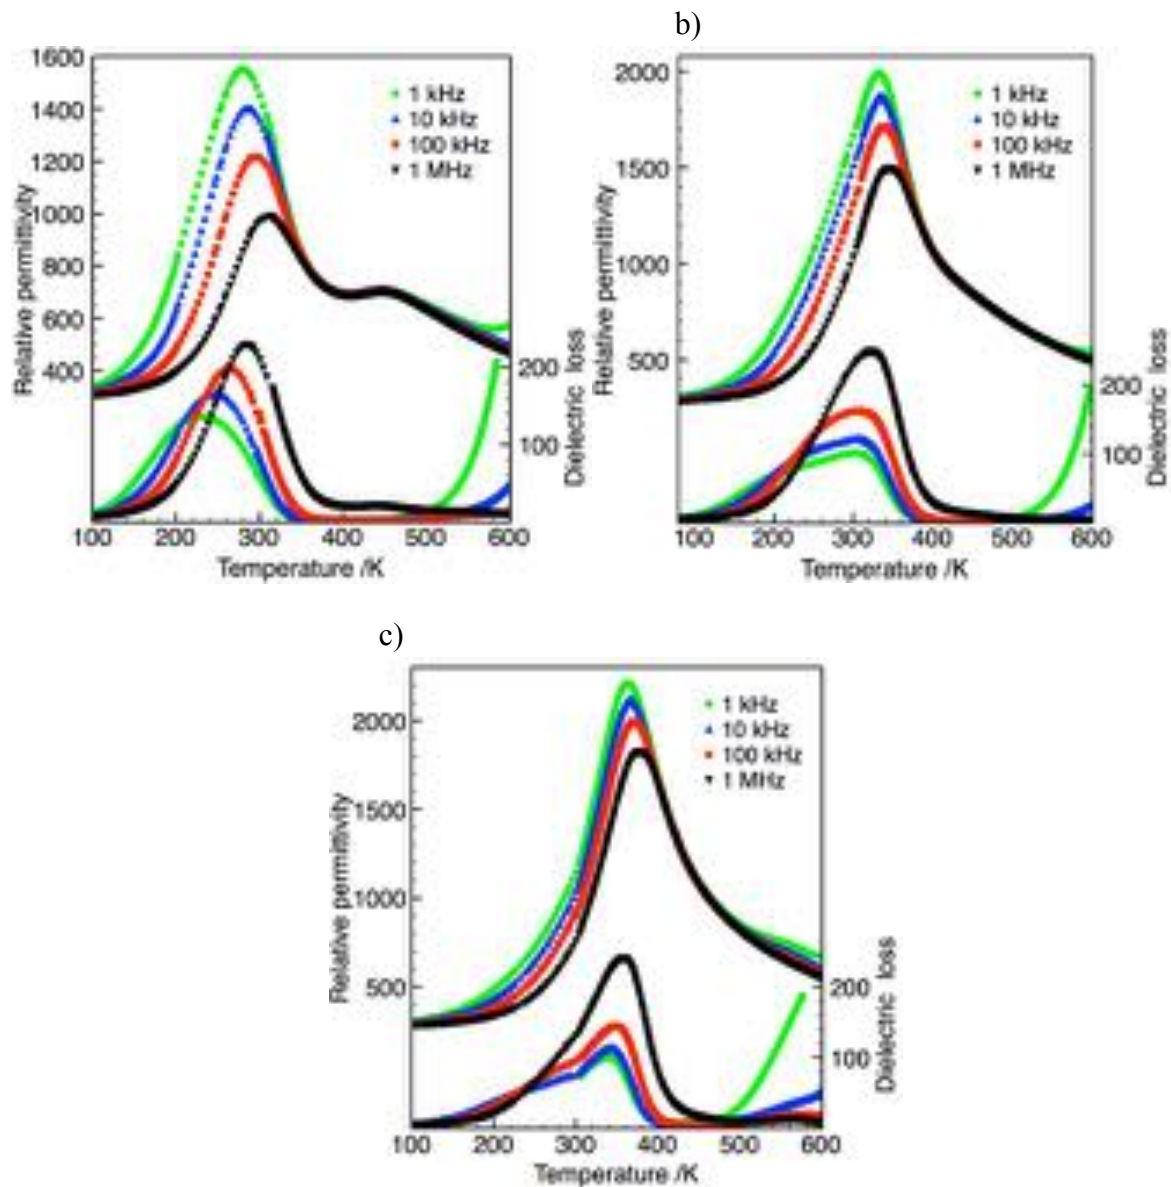 b)
1600
1400
1200
1000
800
600
400
Relative permittivity
1 kHz
10 kHz
100 kHz
1 MHz
200
100
Dielectric loss
100 200 300 400 500 600
Temperature /K
2000
1500
1000
500
Relative permittivity
1 kHz
10 kHz
100 kHz
1 MHz
200
100
Dielectric loss
100 200 300 400 500 600
Temperature /K
c)
2000
1500
1000
500
Relative permittivity
1 kHz
10 kHz
100 kHz
1 MHz
200
100
Dielectric loss
100 200 300 400 500 600
Temperature /K